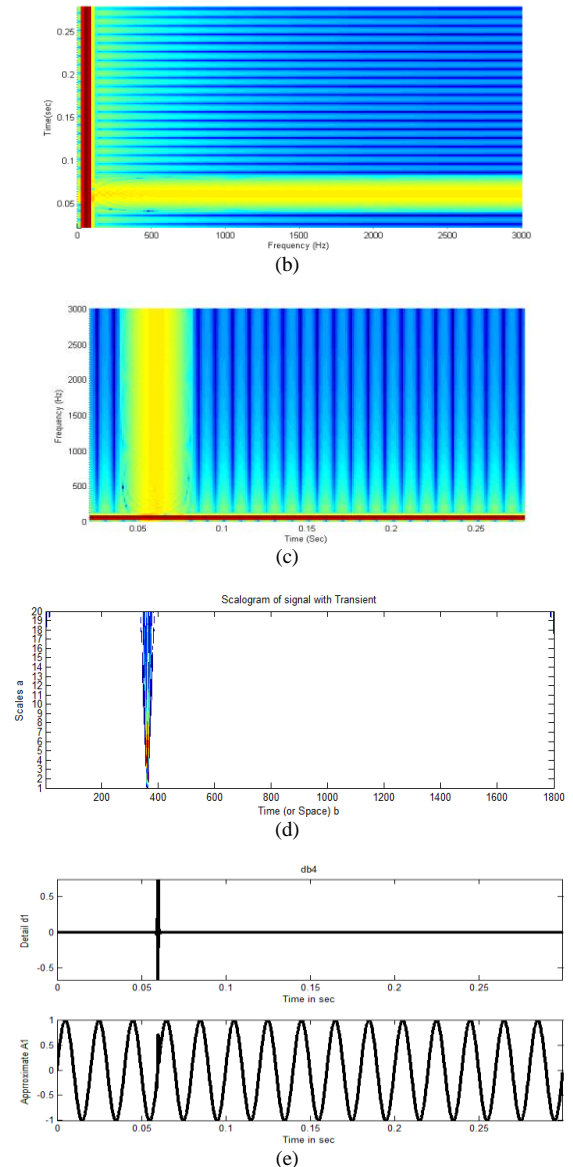 0.25
0.2
0.15
0.1
0.05
Time(sec)
0 500 1000 1500 2000 2500 3000
Frequency (Hz)
(b)
3000
2500
2000
1500
1000
500
0
Frequency (Hz)
0.05 0.1 0.15 0.2 0.25
Time (Sec)
(c)
Scalogram of signal with Transient
20
19
18
17
16
15
14
13
12
11
10
9
8
7
6
5
4
3
2
1
Scales a
200 400 600 800 1000 1200 1400 1600 1800
Time (or Space) b
(d)
db4
0.5
0
-0.5
Detail d1
0 0.05 0.1 0.15 0.2 0.25
Time in sec
1
0.5
0
-0.5
-1
Apprroximate A1
0 0.05 0.1 0.15 0.2 0.25
Time in sec
(e)